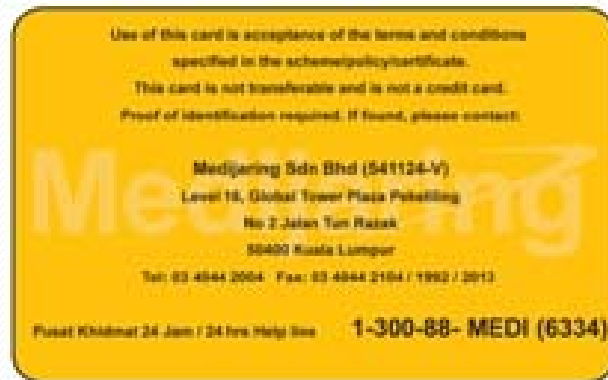 Use of this card is acceptance of the terms and conditions
specified in the scheme/policy/certificate.
This card is not transferable and is not a credit card.
Proof of identification required. If found, please contact:
Medijaring
Medijaring Sdn Bhd (541124-V)
Level 16, Global Tower Plaza Pekeliling
No 2 Jalan Tun Razak
50400 Kuala Lumpur
Tel: 03 4044 2004 Fax: 03 4044 2104 / 1992 / 2013
Pusat Khidmat 24 Jam / 24 hrs Help line 1-300-88- MEDI (6334)